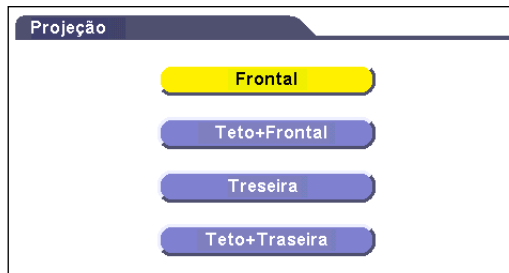 Projeção
Frontal
Teto+Frontal
Treseira
Teto+Traseira